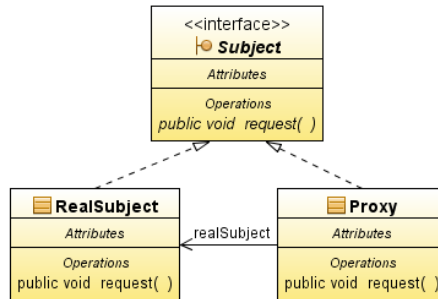 <<interface>>
Subject
Attributes
Operations
public void request( )
RealSubject
Attributes
Operations
public void request( )
realSubject
Proxy
Attributes
Operations
public void request( )